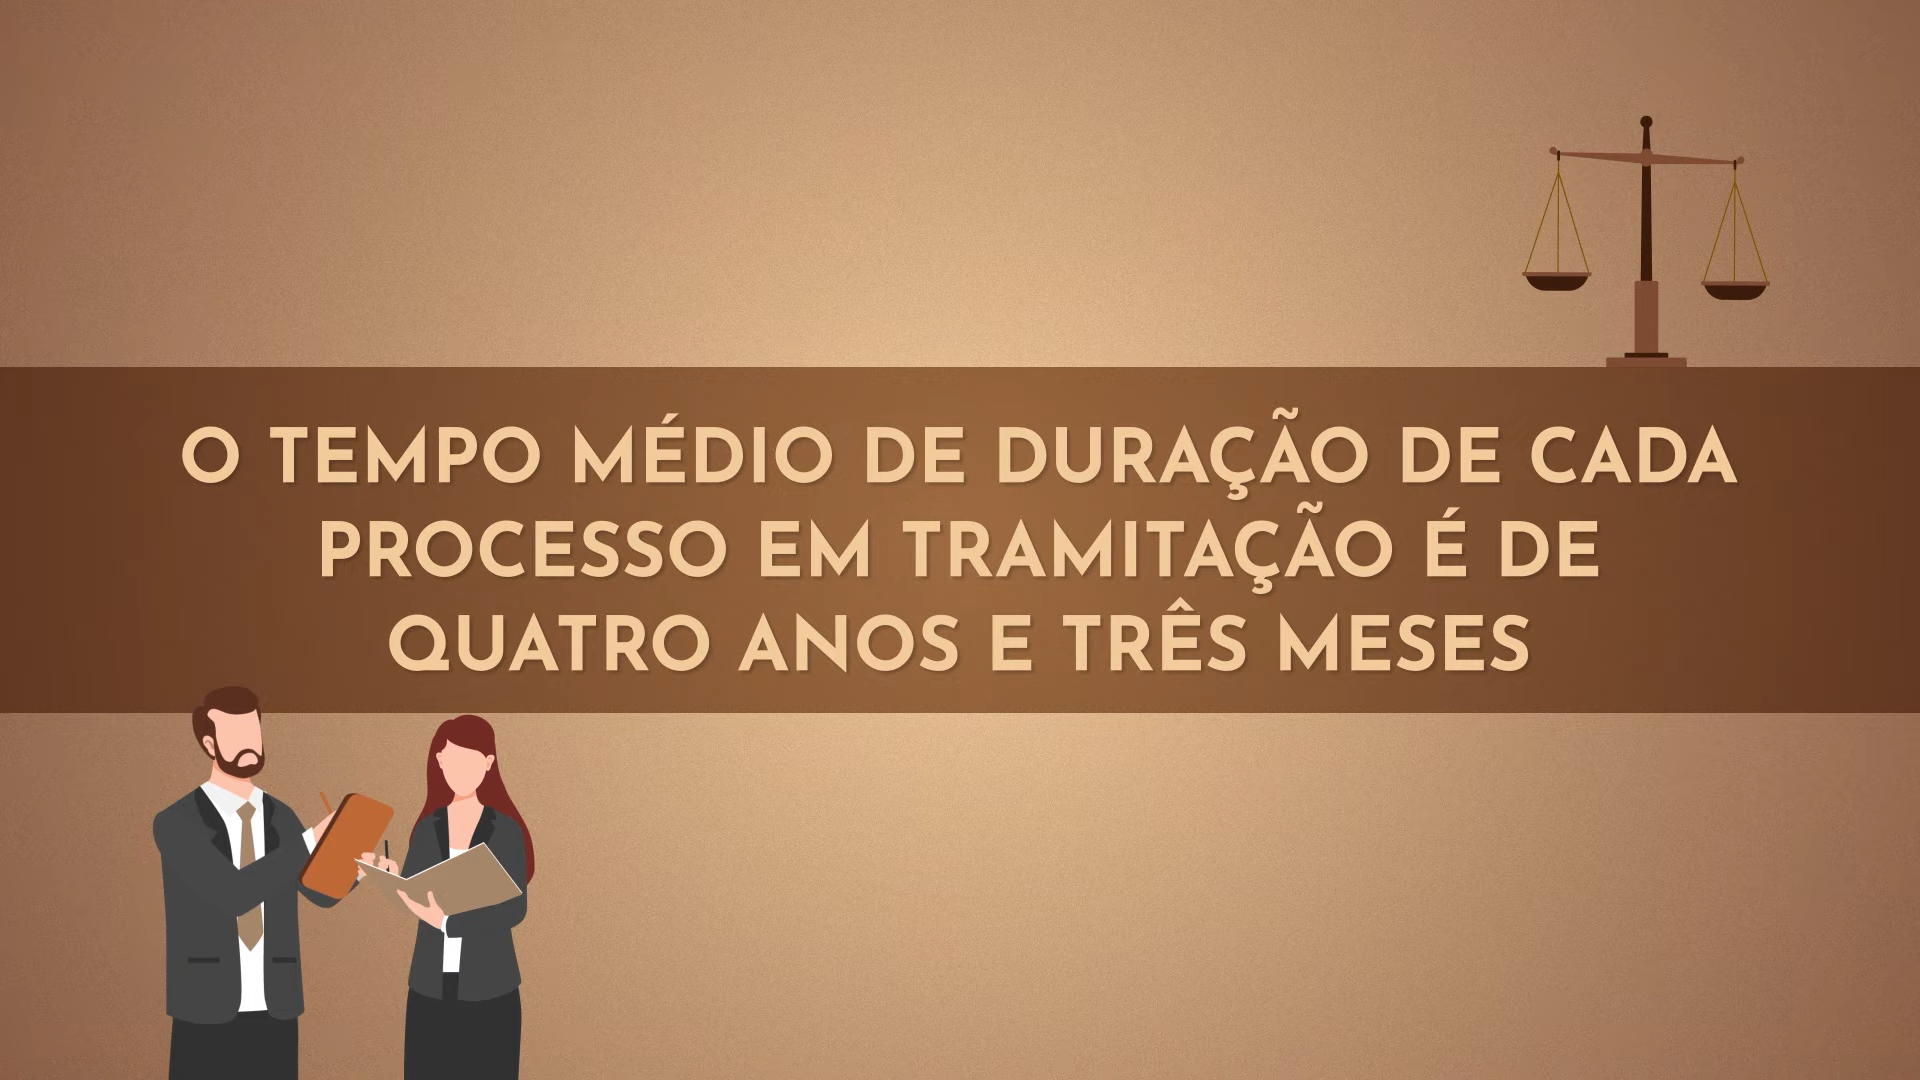 O TEMPO MÉDIO DE DURAÇÃO DE CADA
PROCESSO EM TRAMITAÇÃO É DE
QUATRO ANOS E TRÊS MESES